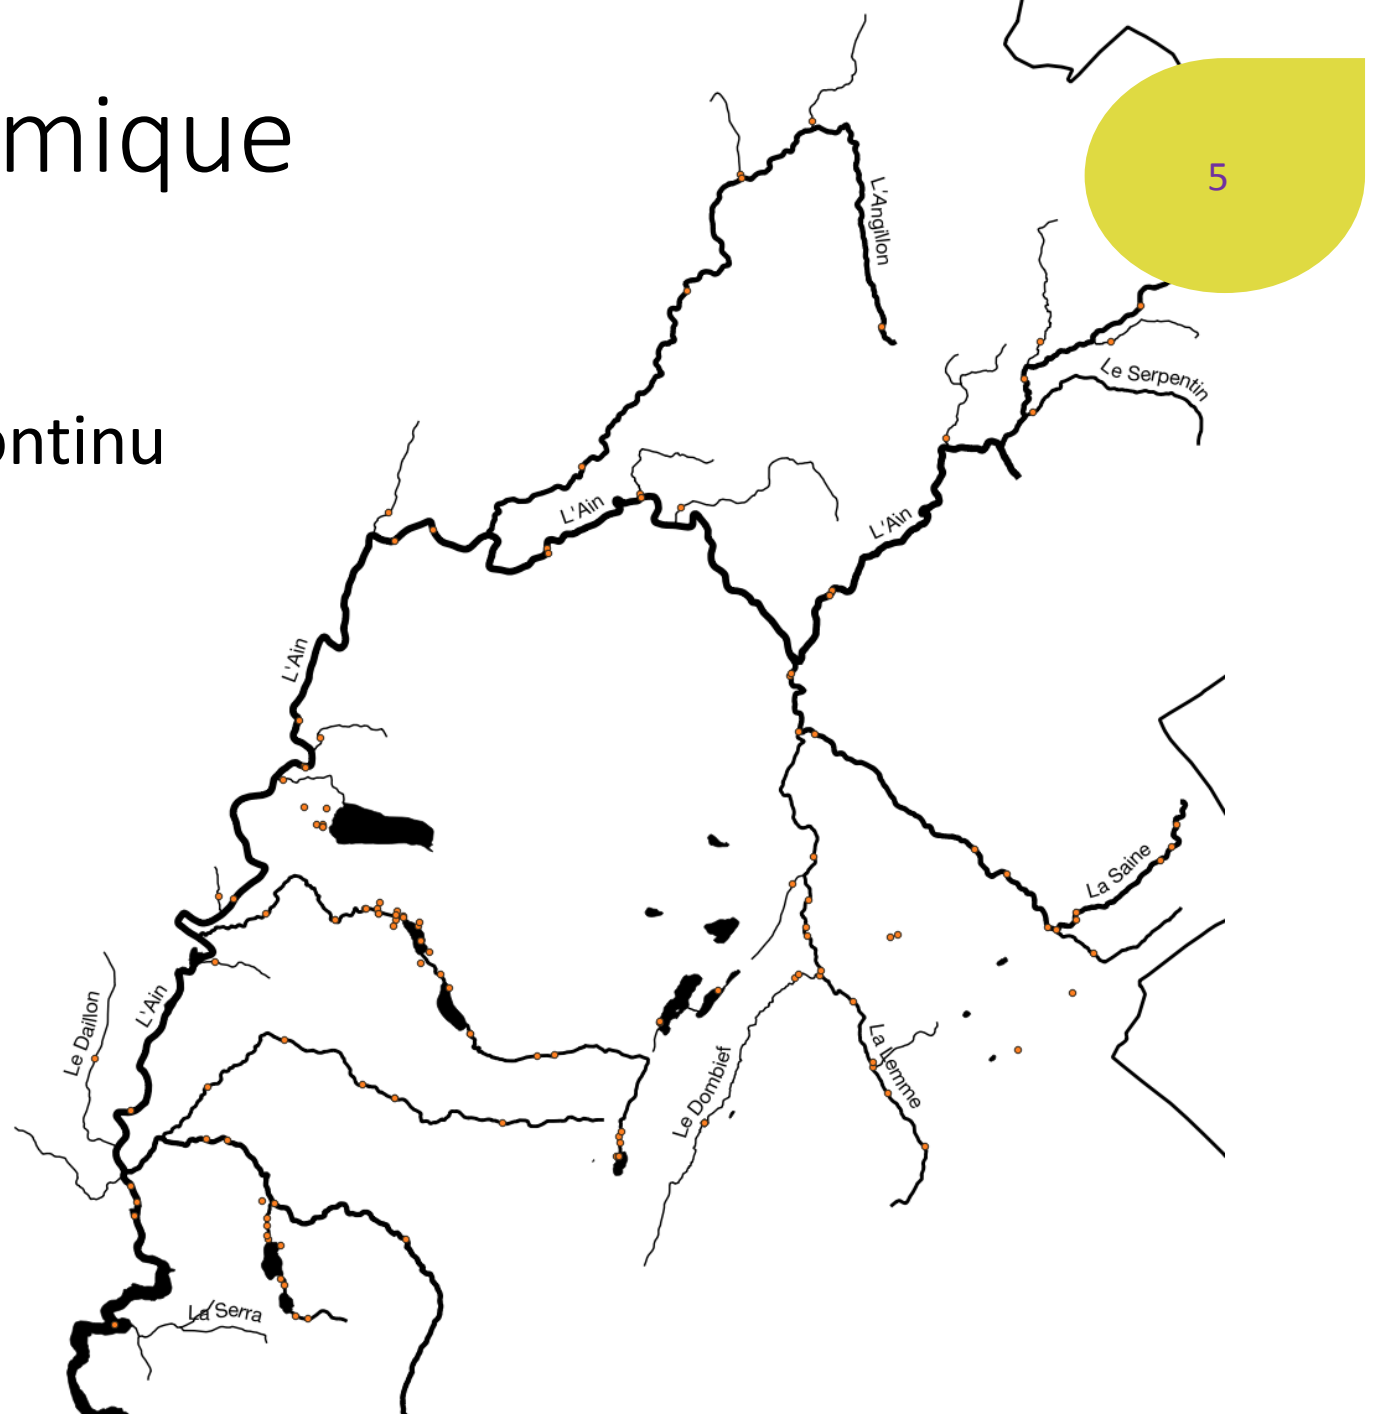 mique
5
ontinu
L'Angillon
Le Serpentin
L'Ain
L'Ain
L'Ain
La Saine
L'Ain
Le Daillon
La Lemme
Le Dombief
La Serra